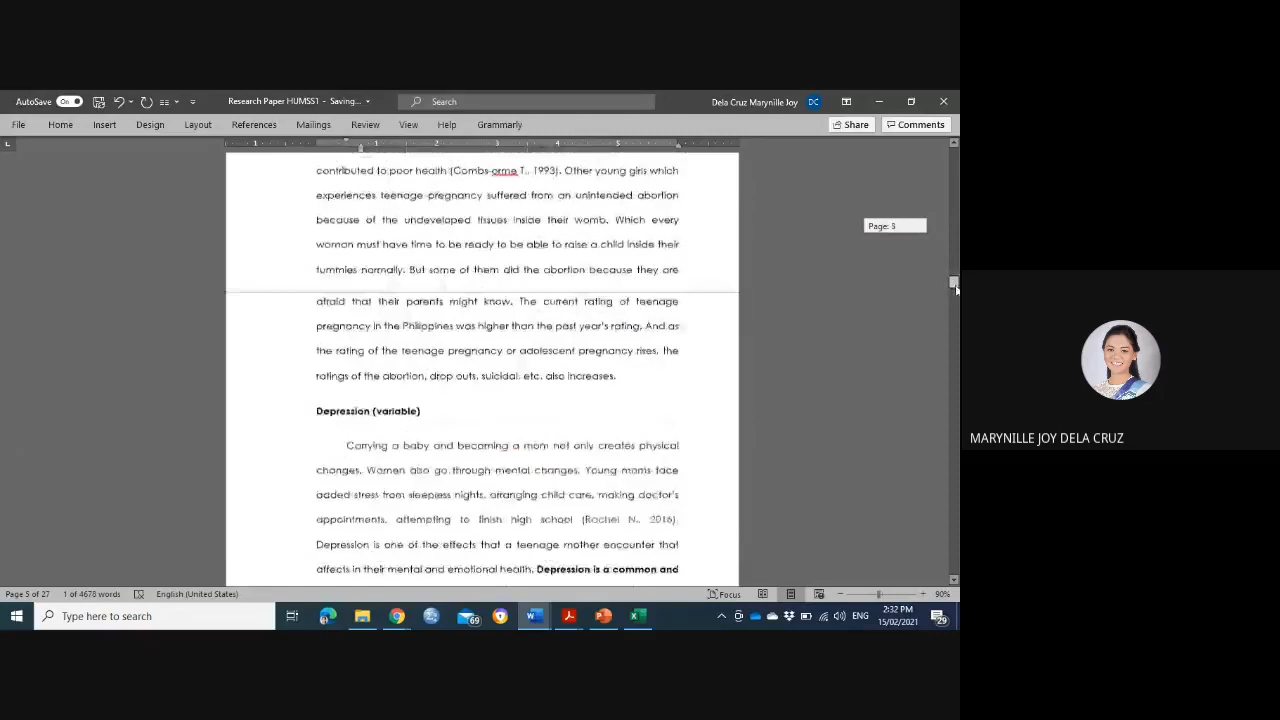 AutoSave On
Research Paper HUMSS1 - Saving...
Search
Dela Cruz Marynille Joy
DC
File Home Insert Design Layout References Mailings Review View Help Grammarly
Share Comments
1 1 2 3 4 5
contributed to poor health (Combs-orme T., 1993). Other young girls which
experiences teenage pregnancy suffered from an unintended abortion
because of the undeveloped tissues inside their womb. Which every
woman must have time to be ready to be able to raise a child inside their
tummies normally. But some of them did the abortion because they are
Page: 5
afraid that their parents might know. The current rating of teenage
pregnancy in the Philippines was higher than the past year's rating. And as
the rating of the teenage pregnancy or adolescent pregnancy rises, the
ratings of the abortion, drop outs, suicidal, etc. also increases.
Depression (variable)
Carrying a baby and becoming a mom not only creates physical
changes. Women also go through mental changes. Young moms face
added stress from sleepless nights, arranging child care, making doctor's
appointments, attempting to finish high school (Rachel N., 2016).
Depression is one of the effects that a teenage mother encounter that
affects in their mental and emotional health. Depression is a common and
MARYNILLE JOY DELA CRUZ
Page 5 of 27 1 of 4678 words English (United States)
Focus
90%
Type here to search
69
ENG
2:32 PM
15/02/2021
29